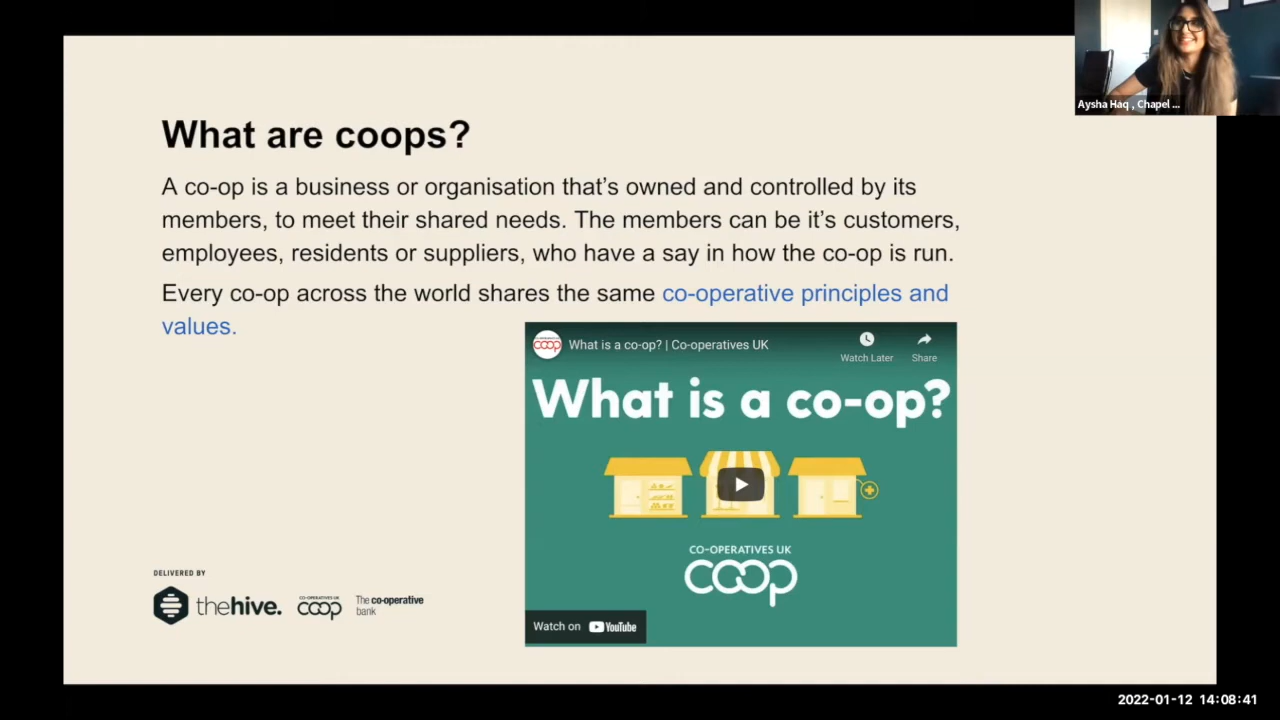 Aysha Haq , Chapel ...
What are coops?
A co-op is a business or organisation that’s owned and controlled by its
members, to meet their shared needs. The members can be it’s customers,
employees, residents or suppliers, who have a say in how the co-op is run.
Every co-op across the world shares the same co-operative principles and
values.
coop
What is a co-op? | Co-operatives UK
Watch Later
Share
What is a co-op?
CO-OPERATIVES UK
coop
Watch on YouTube
DELIVERED BY
thehive.
CO-OPERATIVES UK
coop
The co-operative
bank
2022-01-12 14:08:41